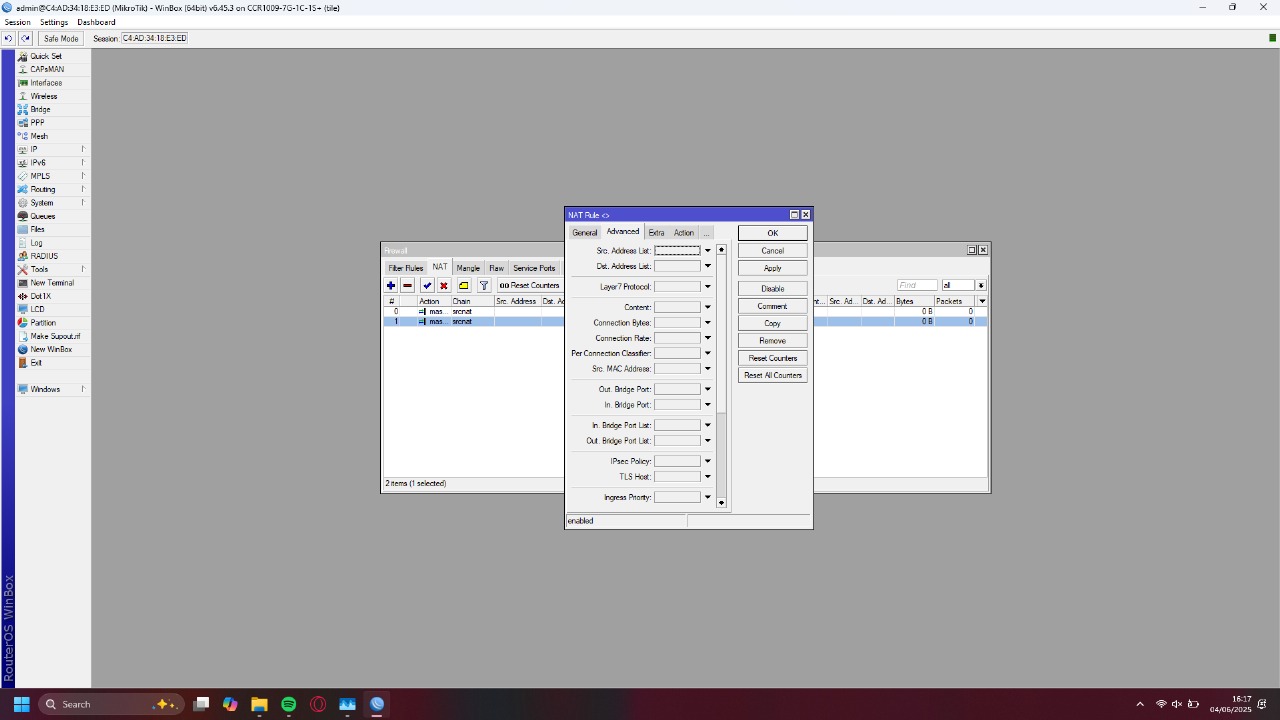 admin@C4:AD:34:18:E3:ED (MikroTik) - WinBox (64bit) v6.45.3 on CCR1009-7G-1C-1S+ (tile)
Session Settings Dashboard
Safe Mode Session: C4:AD:34:18:E3:ED
Quick Set
CAPsMAN
Interfaces
Wireless
Bridge
PPP
Mesh
IP
IPv6
MPLS
Routing
System
Queues
Files
Log
RADIUS
Tools
New Terminal
Dot1X
LCD
Partition
Make Supout.rif
New WinBox
Exit
Windows
RouterOS WinBox
Firewall
Filter Rules NAT Mangle Raw Service Ports
00 Reset Counters
Find all
# Action Chain Src. Address Dst. Ad
nt... Src. Ad... Dst. Ad... Bytes Packets
0 mas... srcnat 0 B 0
1 mas... srcnat 0 B 0
2 items (1 selected)
NAT Rule <>
General Advanced Extra Action ...
Src. Address List:
Dst. Address List:
Layer7 Protocol:
Content:
Connection Bytes:
Connection Rate:
Per Connection Classifier:
Src. MAC Address:
Out. Bridge Port:
In. Bridge Port:
In. Bridge Port List:
Out. Bridge Port List:
IPsec Policy:
TLS Host:
Ingress Priority:
OK
Cancel
Apply
Disable
Comment
Copy
Remove
Reset Counters
Reset All Counters
enabled
Search
16:17
04/06/2025